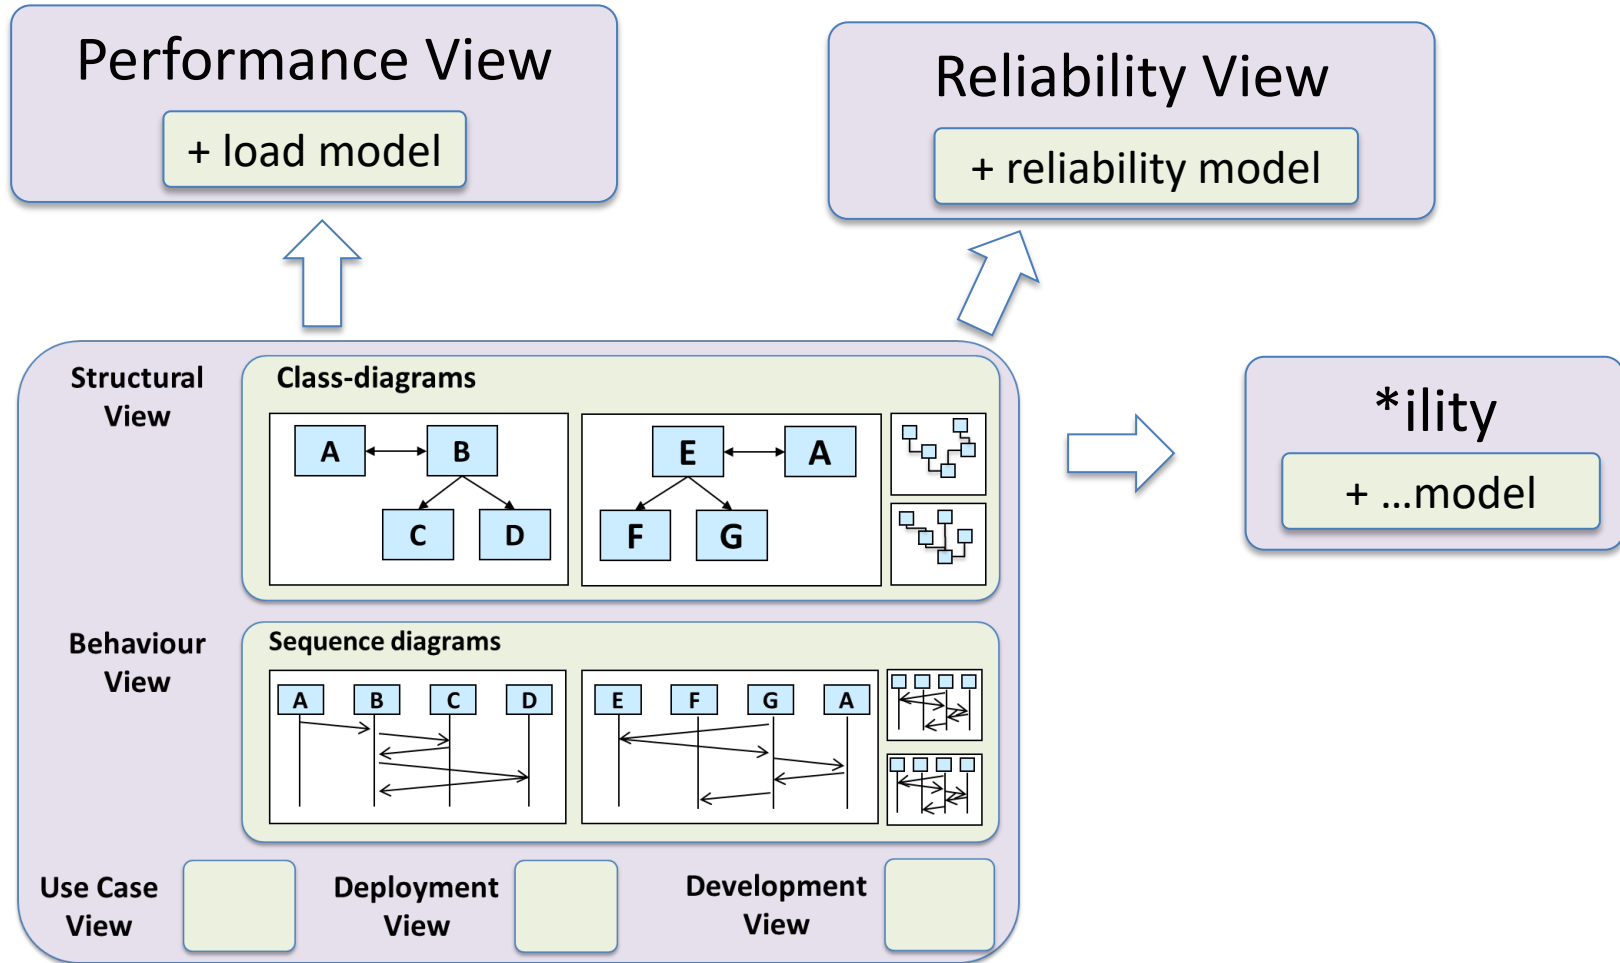 Performance View
+ load model
Reliability View
+ reliability model
Structural
View
Class-diagrams
A
B
C
D
E
A
F
G
*ility
+ ...model
Behaviour
View
Sequence diagrams
A
B
C
D
E
F
G
A
Use Case
View
Deployment
View
Development
View